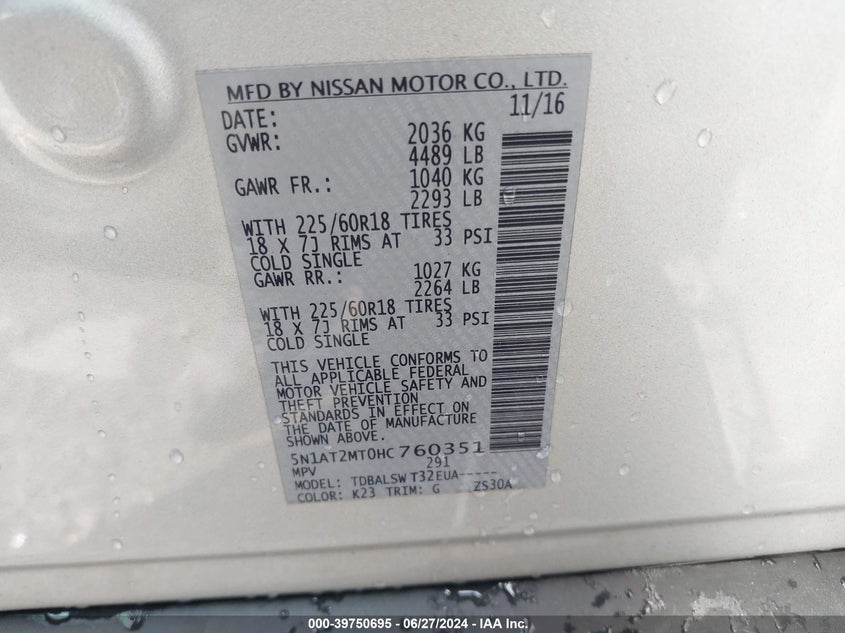 MFD BY NISSAN MOTOR CO., LTD.
DATE: 11/16
GVWR: 2036 KG
4489 LB
GAWR FR.: 1040 KG
2293 LB
WITH 225/60R18 TIRES
18 X 7J RIMS AT 33 PSI
COLD SINGLE
GAWR RR.: 1027 KG
2264 LB
WITH 225/60R18 TIRES
18 X 7J RIMS AT 33 PSI
COLD SINGLE
THIS VEHICLE CONFORMS TO
ALL APPLICABLE FEDERAL
MOTOR VEHICLE SAFETY AND
THEFT PREVENTION
STANDARDS IN EFFECT ON
THE DATE OF MANUFACTURE
SHOWN ABOVE.
5N1AT2MT0HC760351
MPV 291
MODEL: TDBALSWT32EUA-----
COLOR: K23 TRIM: G ZS30A
000-39750695 - 06/27/2024 - IAA Inc.